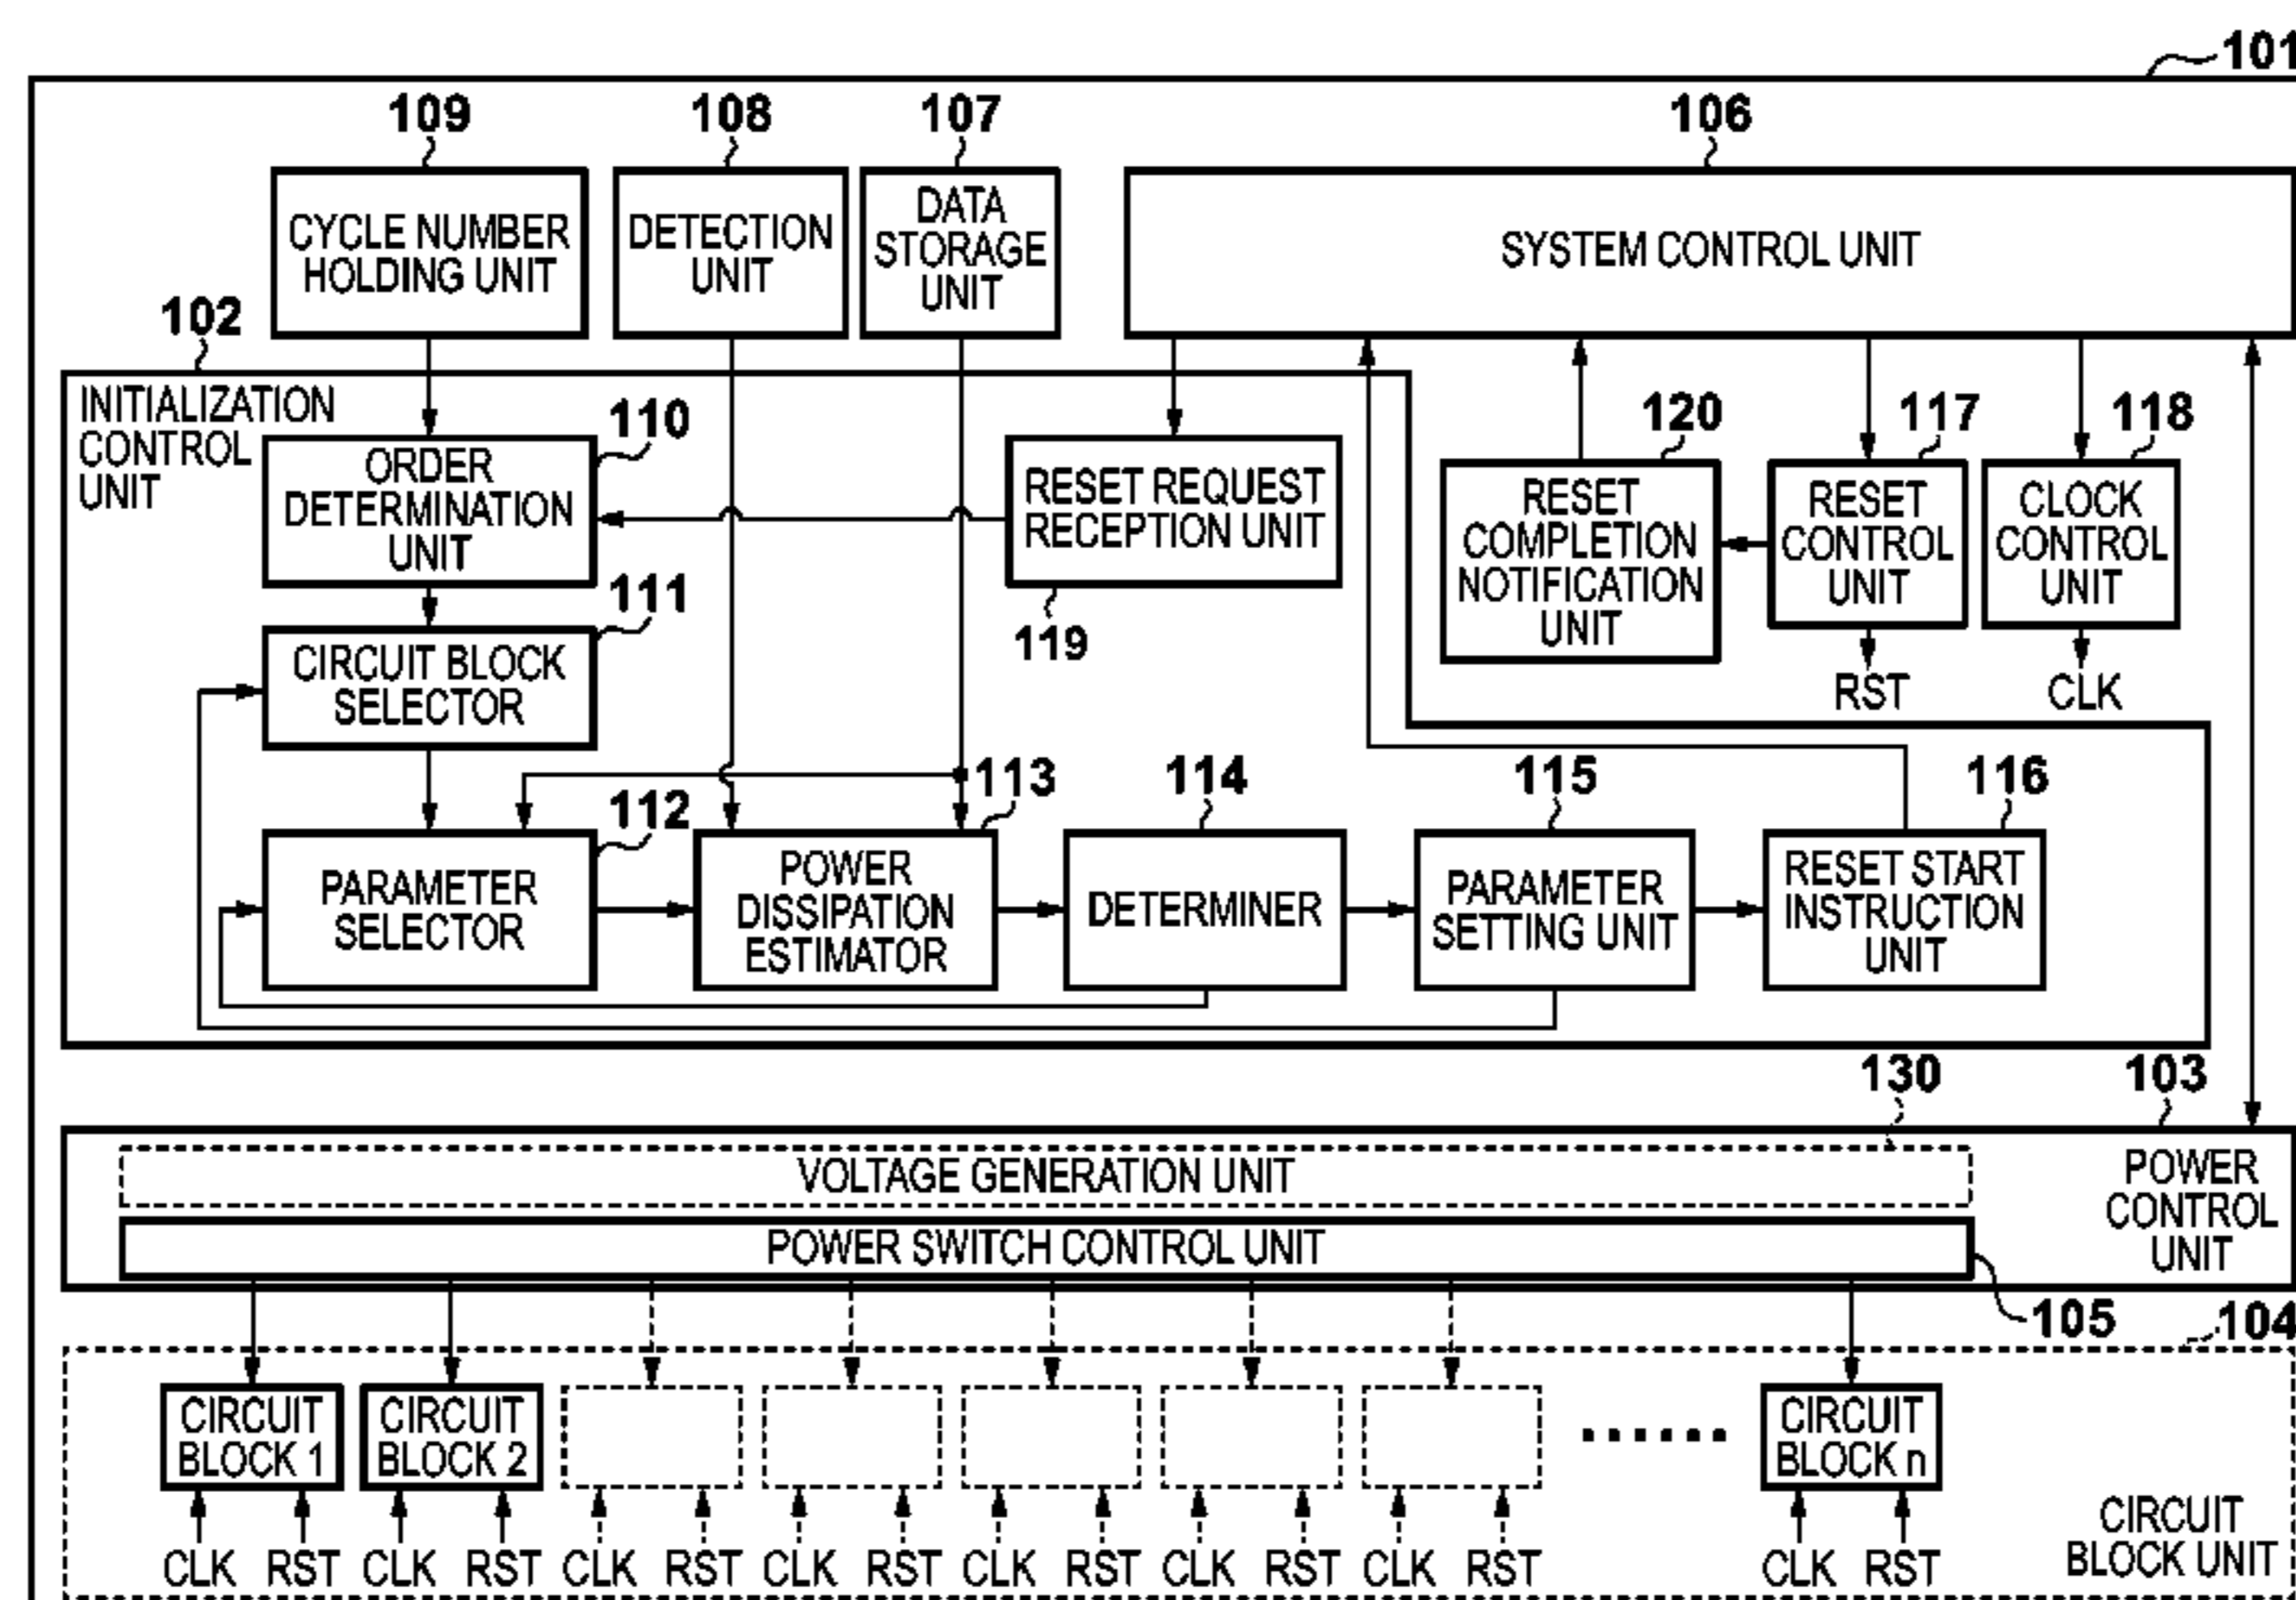 101
109
108
107
106
CYCLE NUMBER
HOLDING UNIT
DETECTION
UNIT
DATA
STORAGE
UNIT
SYSTEM CONTROL UNIT
102
INITIALIZATION
CONTROL
UNIT
110
ORDER
DETERMINATION
UNIT
RESET REQUEST
RECEPTION UNIT
119
120
RESET
COMPLETION
NOTIFICATION
UNIT
117
RESET
CONTROL
UNIT
118
CLOCK
CONTROL
UNIT
RST
CLK
111
CIRCUIT BLOCK
SELECTOR
112
PARAMETER
SELECTOR
113
POWER
DISSIPATION
ESTIMATOR
114
DETERMINER
115
PARAMETER
SETTING UNIT
116
RESET START
INSTRUCTION
UNIT
130
103
VOLTAGE GENERATION UNIT
POWER SWITCH CONTROL UNIT
POWER
CONTROL
UNIT
105
104
CIRCUIT
BLOCK 1
CIRCUIT
BLOCK 2
CIRCUIT
BLOCK n
CLK RST CLK RST CLK RST CLK RST CLK RST CLK RST CLK RST CLK RST
CIRCUIT
BLOCK UNIT